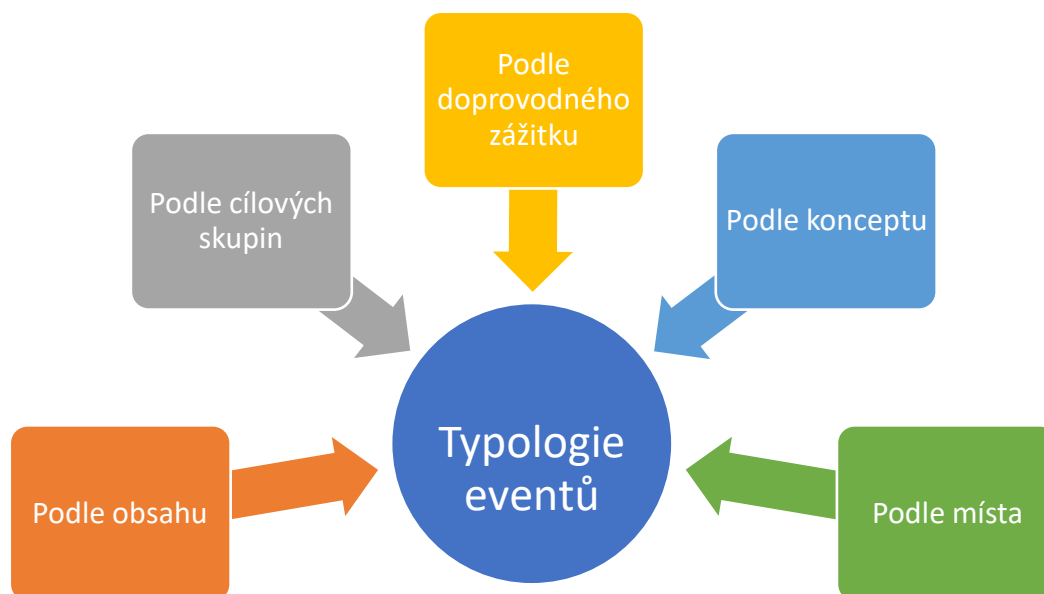 Podle
doprovodného
zážitku
Podle cílových
skupin
Podle konceptu
Typologie
eventů
Podle obsahu
Podle místa